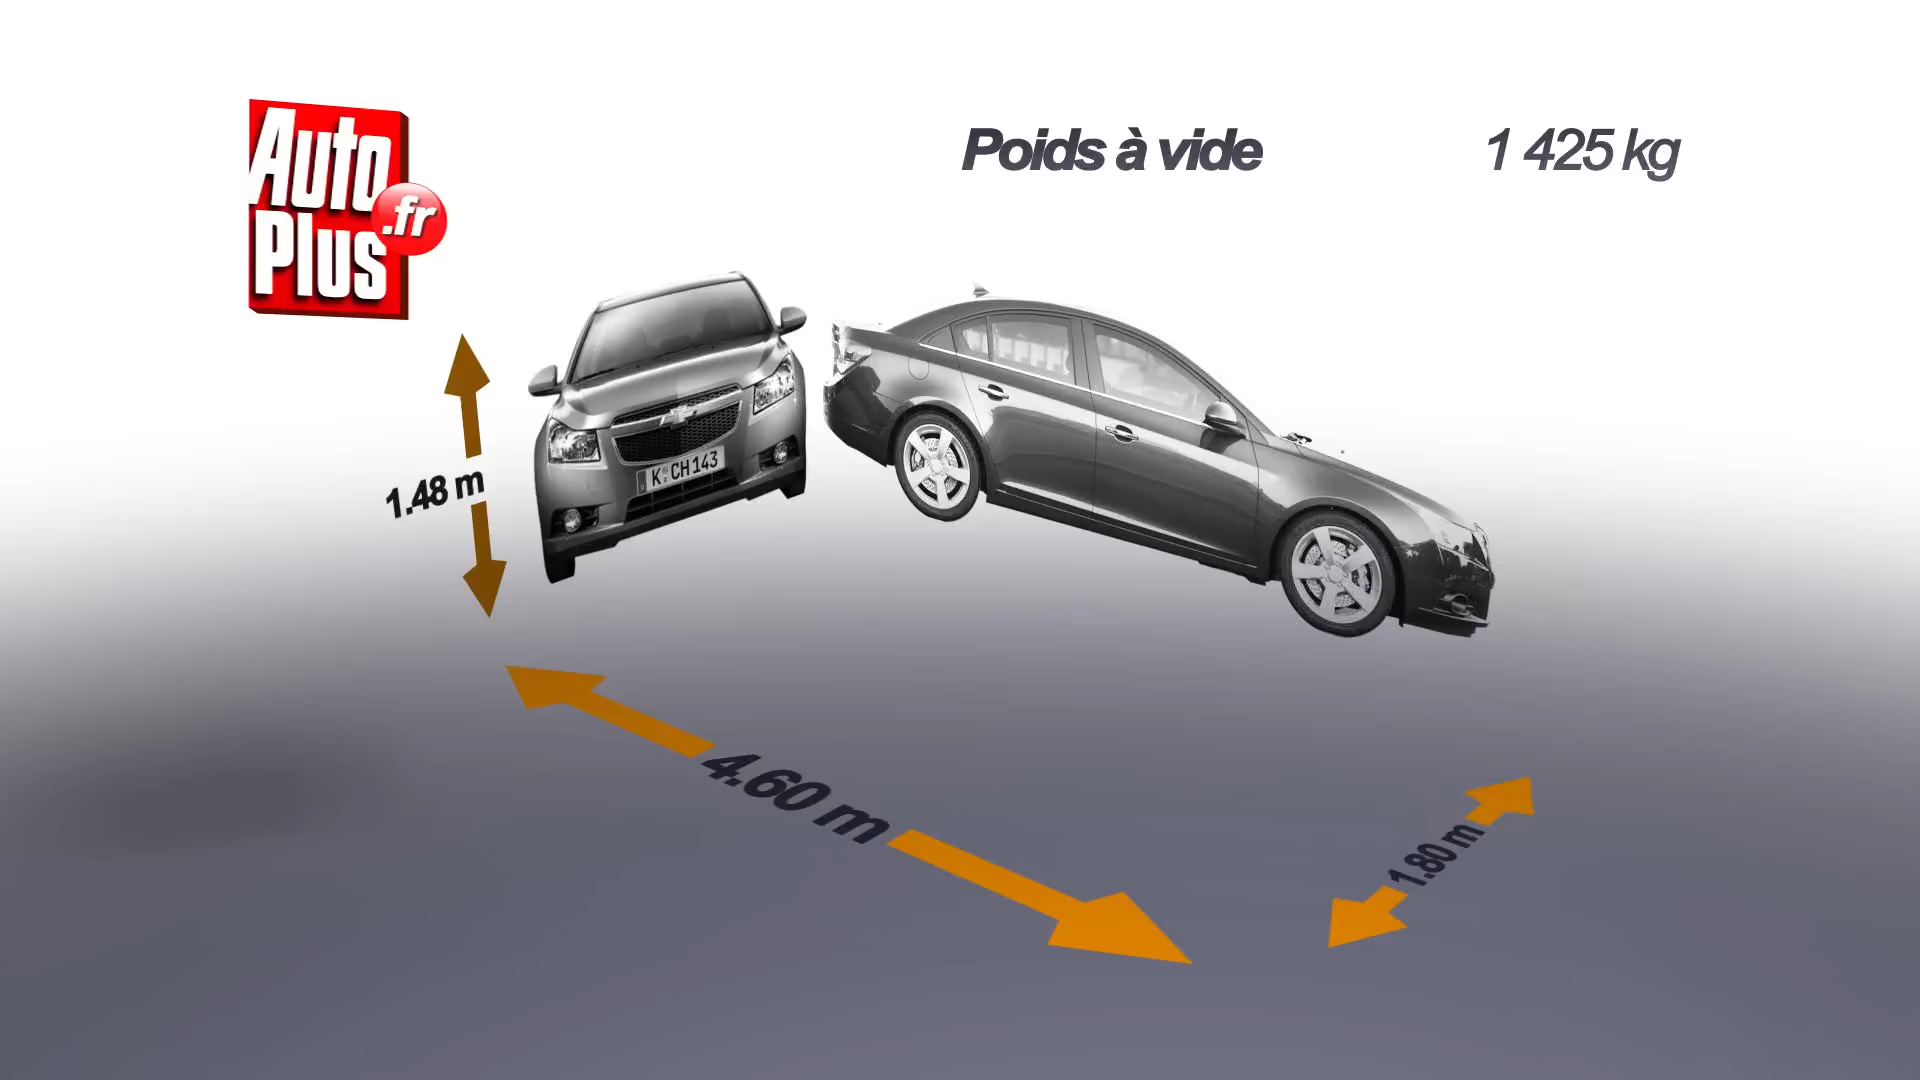 Auto
Plus
.fr
Poids à vide 1 425 kg
1.48 m
K CH 143
4.60 m
1.80 m